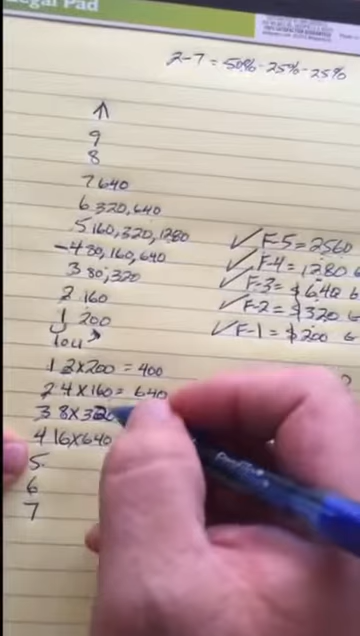 Legal Pad
2-7 = 50% - 25% - 25%
↑
9
8
7 640
6 320, 640
5 160, 320, 1280
-4 80, 160, 640
3 80, 320
2 160
1 200
You
✓ F-5 = 2560
✓ F-4 = 1280
✓ F-3 = $640
✓ F-2 = $320
✓ F-1 = $200
1 2x200 = 400
2 4x160 = 640
3 8x320
4 16x640
5
6
7